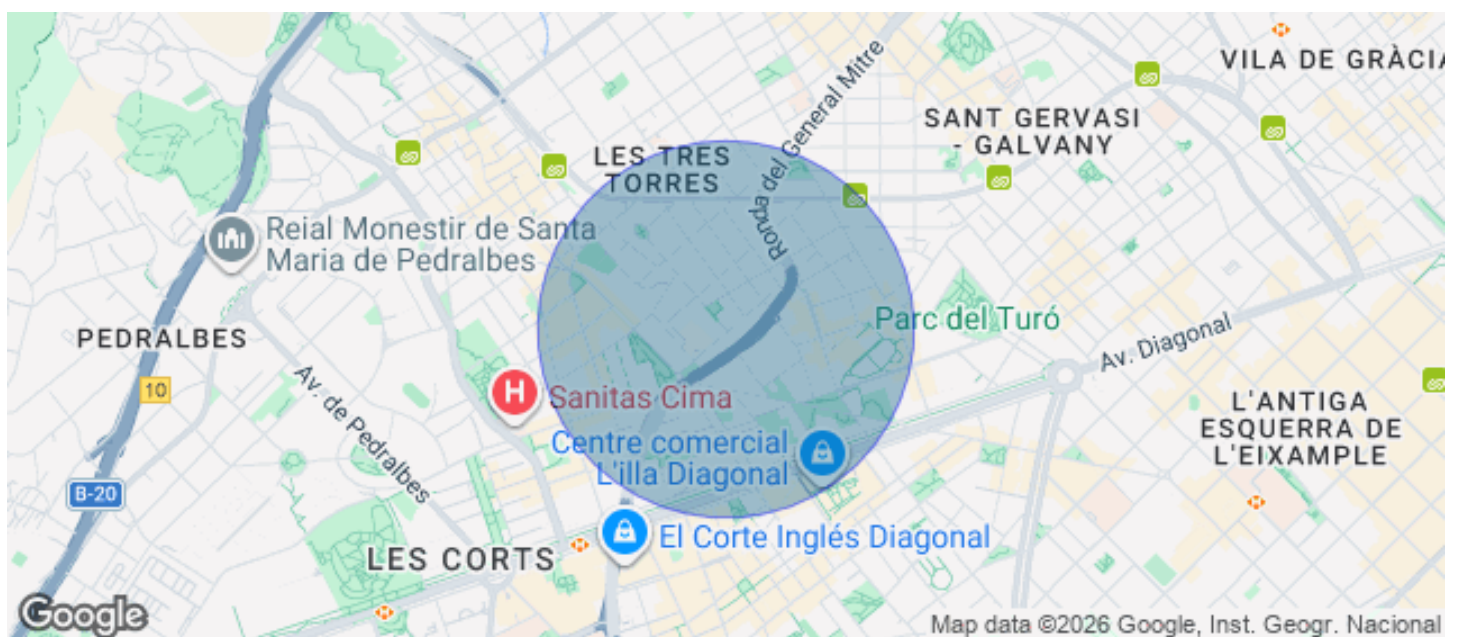 VILA DE GRÀCIA
SANT GERVASI
- GALVANY
Ronda del General Mitre
LES TRES
TORRES
Reial Monestir de Santa
Maria de Pedralbes
PEDRALBES
Parc del Turó
Av. Diagonal
10
Av. de Pedralbes
H
Sanitas Cima
L'ANTIGA
ESQUERRA DE
L'EIXAMPLE
Centre comercial
L'illa Diagonal
B-20
El Corte Inglés Diagonal
LES CORTS
Google
Map data ©2026 Google, Inst. Geogr. Nacional